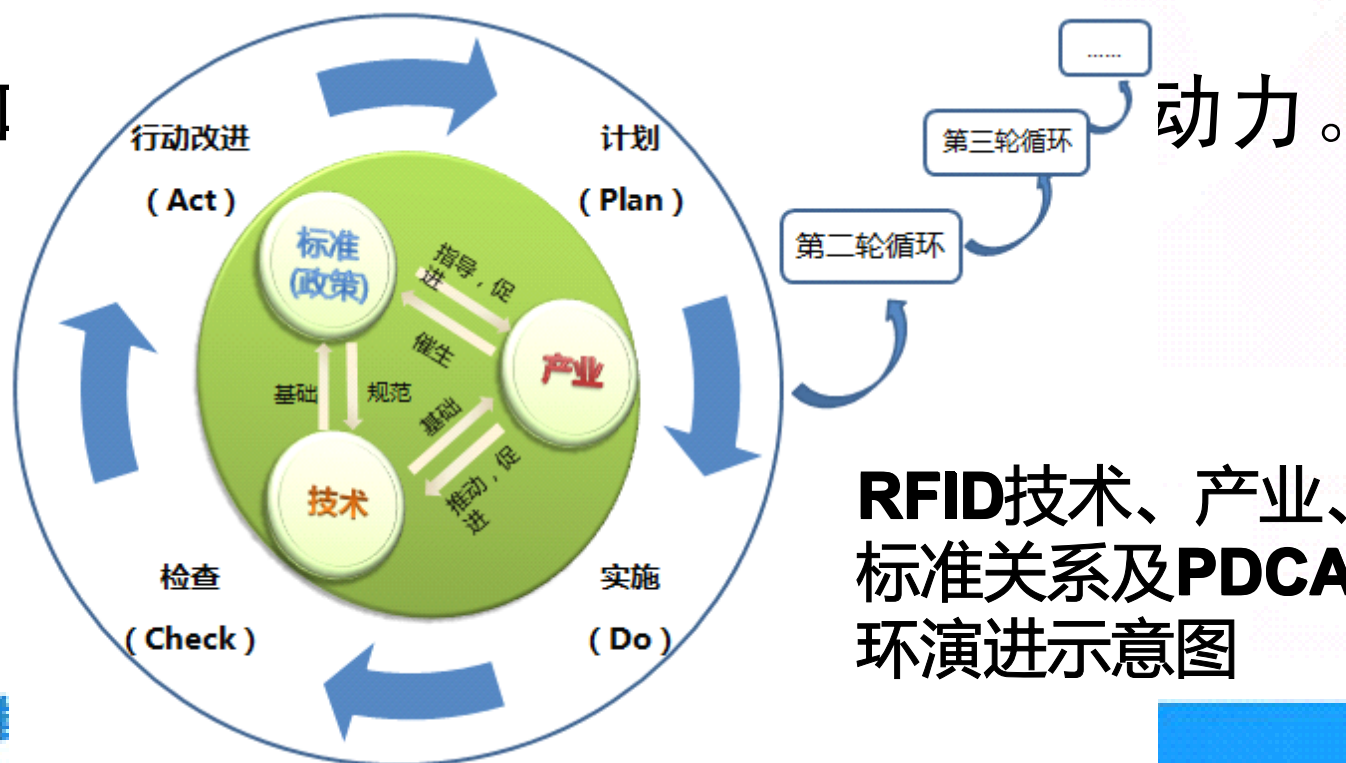 ……
动力。
第三轮循环
行动改进
（Act）
计划
（Plan）
标准
(政策)
第二轮循环
指导，促
进
催生
产业
基础
规范
基础
推动，促
进
技术
RFID技术、产业、
标准关系及PDCA
环演进示意图
检查
（Check）
实施
（Do）